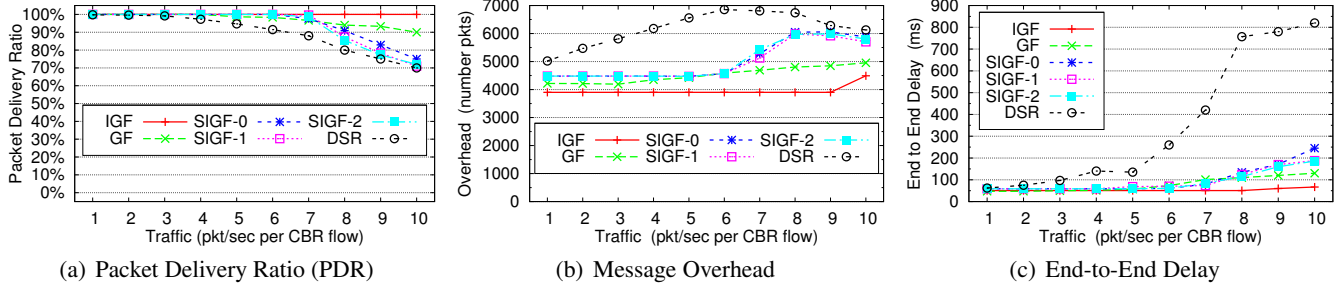 Packet Delivery Ratio
100%
90%
80%
70%
60%
50%
40%
30%
20%
10%
0%
IGF
GF
SIGF-0
SIGF-1
SIGF-2
DSR
1 2 3 4 5 6 7 8 9 10
Traffic (pkt/sec per CBR flow)
(a) Packet Delivery Ratio (PDR)
Overhead (number pkts)
7000
6000
5000
4000
3000
2000
1000
0
IGF
GF
SIGF-0
SIGF-1
SIGF-2
DSR
1 2 3 4 5 6 7 8 9 10
Traffic (pkt/sec per CBR flow)
(b) Message Overhead
End to End Delay (ms)
900
800
700
600
500
400
300
200
100
0
IGF
GF
SIGF-0
SIGF-1
SIGF-2
DSR
1 2 3 4 5 6 7 8 9 10
Traffic (pkt/sec per CBR flow)
(c) End-to-End Delay